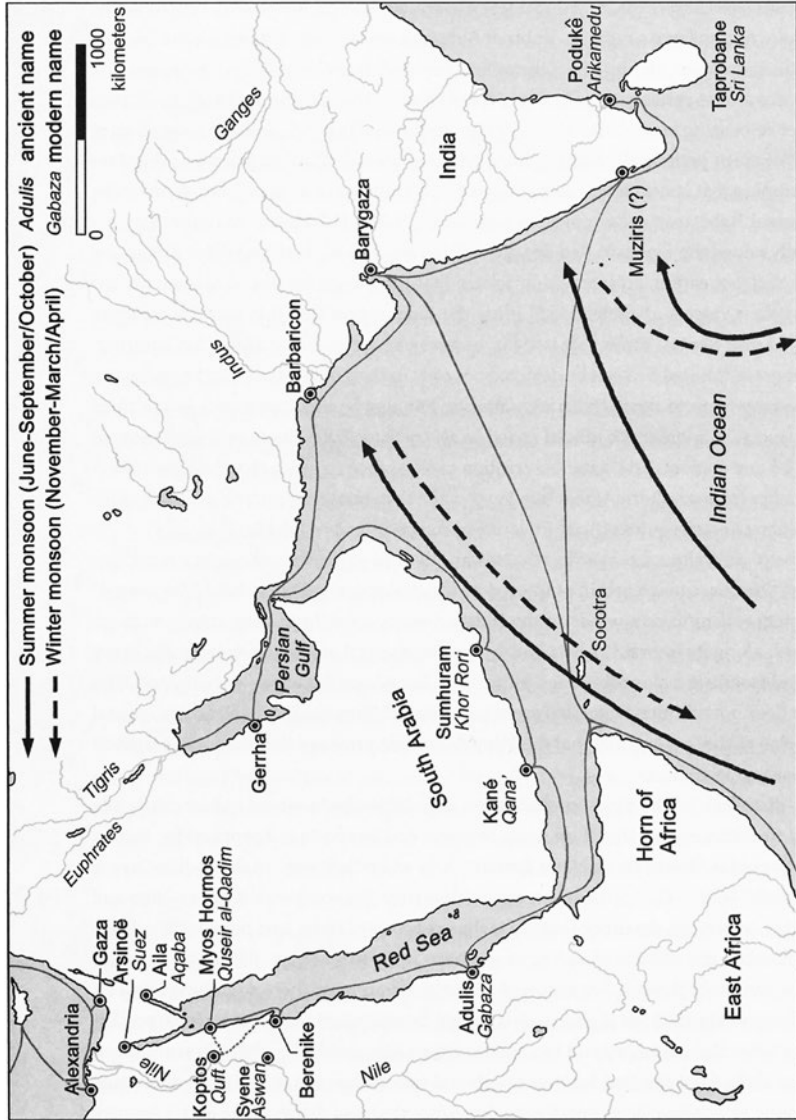 Summer monsoon (June-September/October)
Winter monsoon (November-March/April)
Adulis ancient name
Gabaza modern name
0 1000
kilometers
Alexandria
Gaza
Arsinoë
Suez
Aila
Aqaba
Myos Hormos
Quseir al-Qadim
Nile
Koptos
Quft
Syene
Aswan
Berenike
Red Sea
Nile
Adulis
Gabaza
East Africa
Horn of
Africa
Euphrates
Tigris
Gerrha
Persian
Gulf
South Arabia
Kané
Qana'
Sumhuram
Khor Rori
Socotra
Indus
Barbaricon
Ganges
Barygaza
India
Muziris (?)
Indian Ocean
Podukê
Arikamedu
Taprobane
Sri Lanka